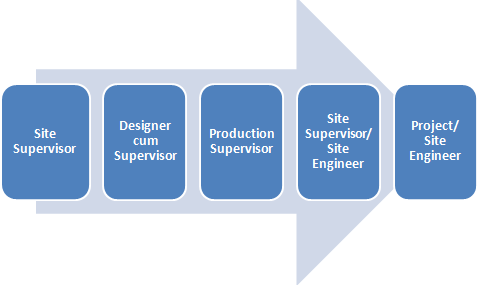 Site
Supervisor
Designer
cum
Supervisor
Production
Supervisor
Site
Supervisor/
Site
Engineer
Project/
Site
Engineer